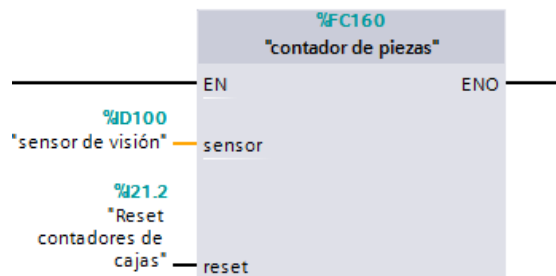 %FC160
"contador de piezas"
EN
ENO
%ID100
"sensor de visión"
sensor
%I21.2
"Reset
contadores de
cajas"
reset